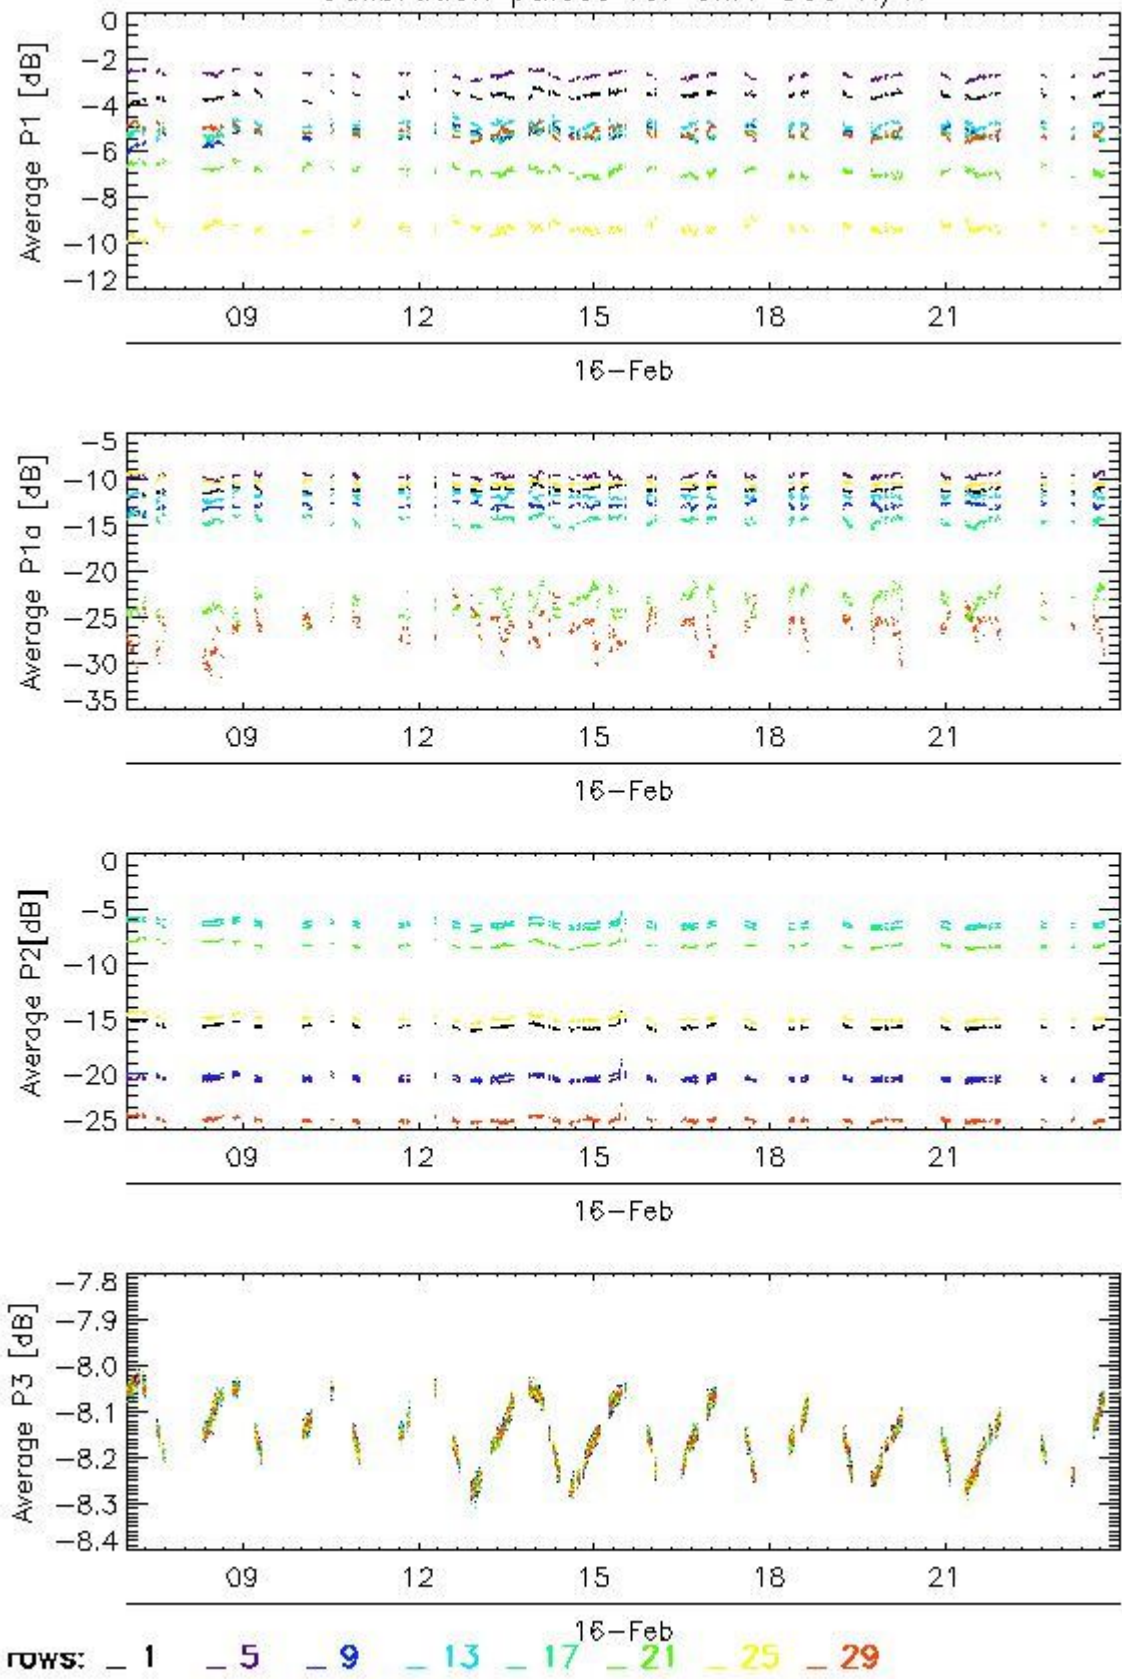 0
−2
−4
−6
−8
−10
−12
Average P1 [dB]
09 12 15 18 21
16−Feb
−5
−10
−15
−20
−25
−30
−35
Average P1a [dB]
09 12 15 18 21
16−Feb
0
−5
−10
−15
−20
−25
Average P2[dB]
09 12 15 18 21
16−Feb
−7.8
−7.9
−8.0
−8.1
−8.2
−8.3
−8.4
Average P3 [dB]
09 12 15 18 21
16−Feb
rows: _ 1 _ 5 _ 9 _ 13 _ 17 _ 21 _ 25 _ 29